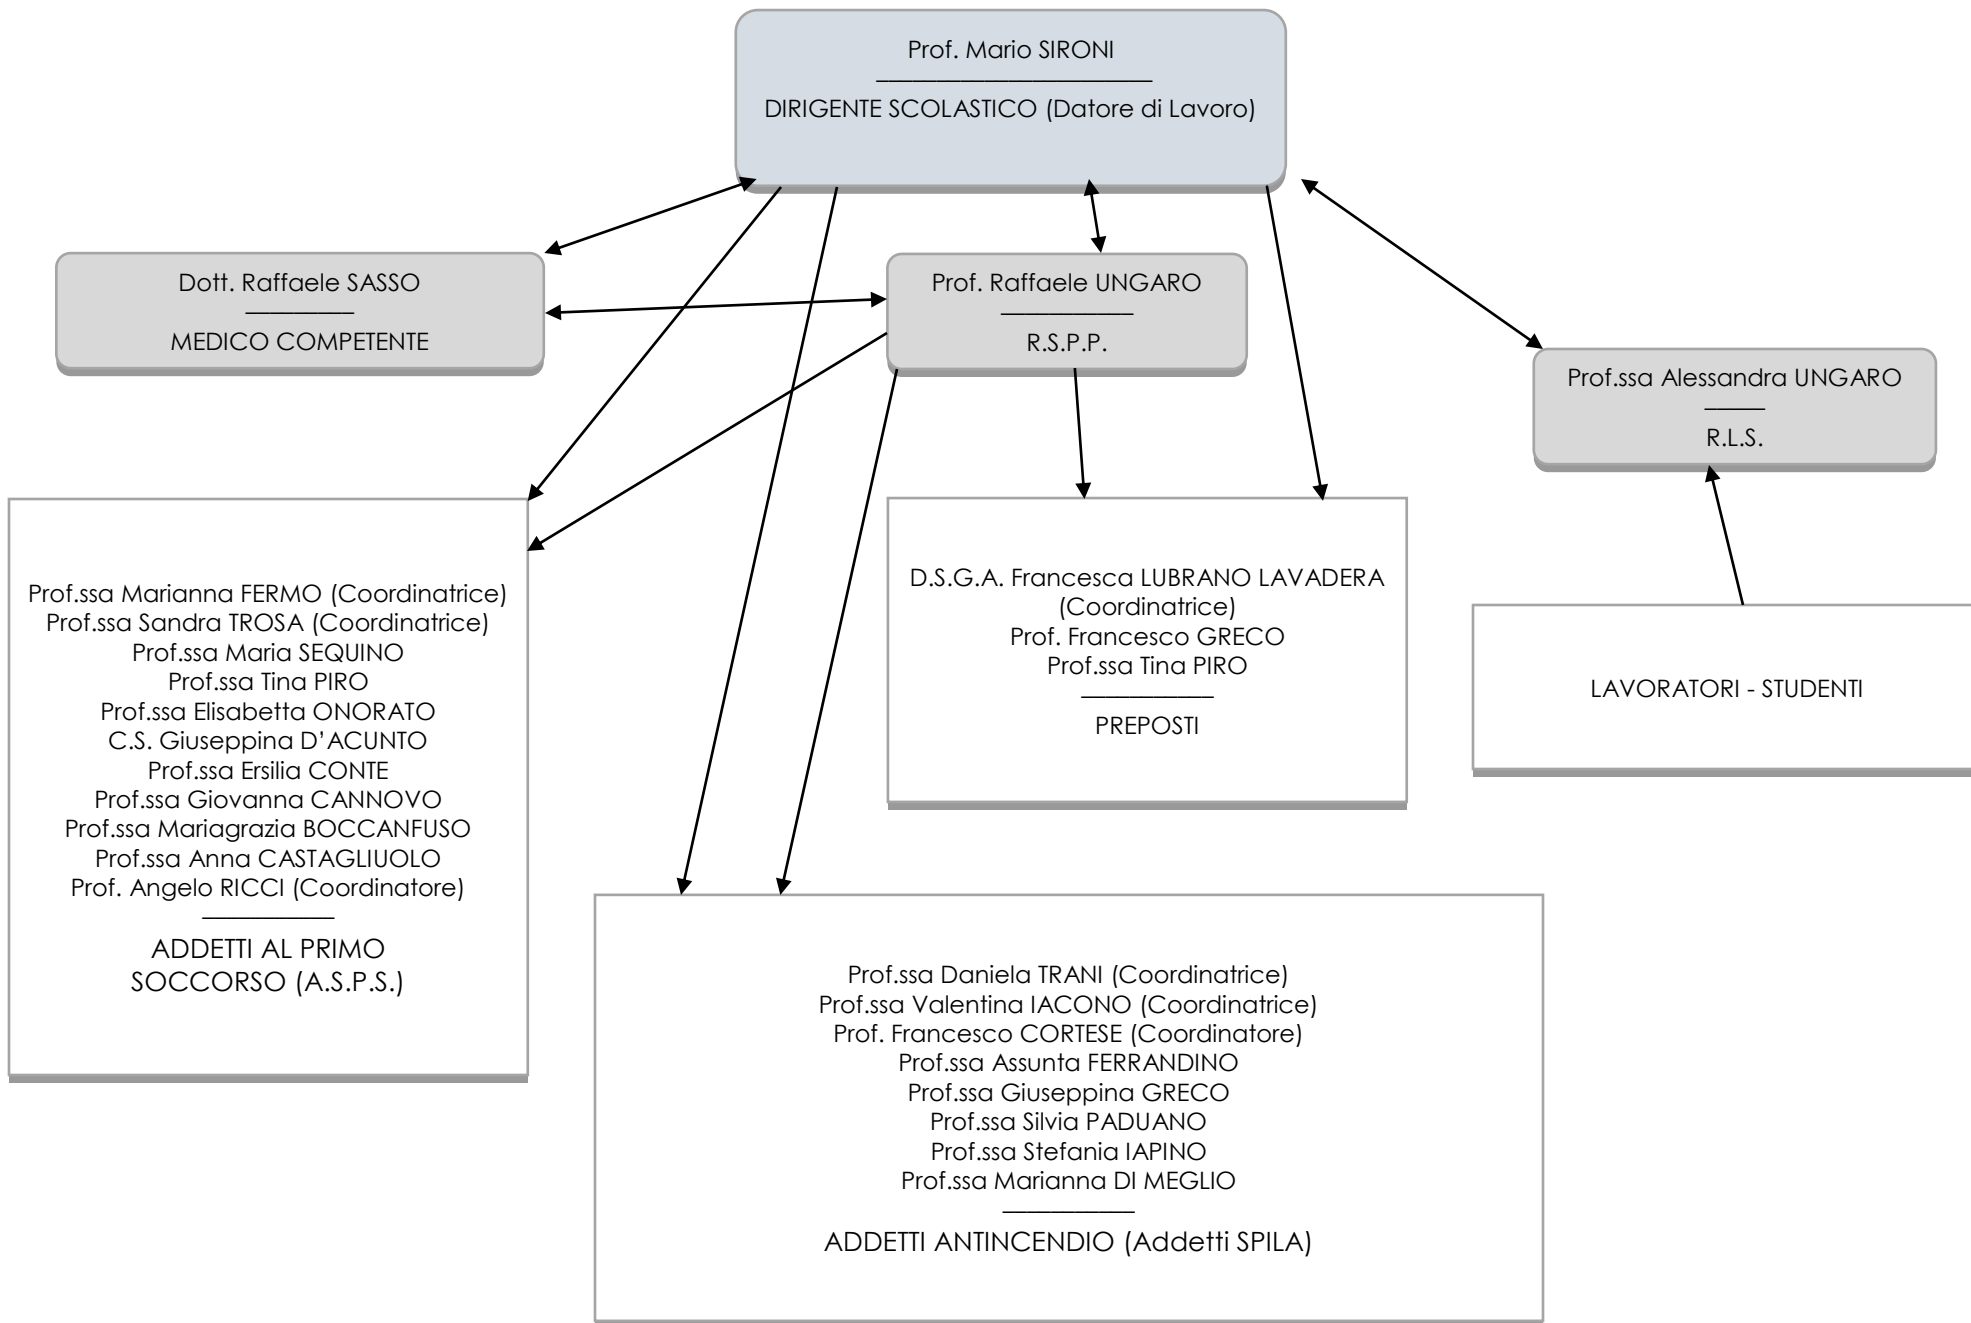 Prof. Mario SIRONI
DIRIGENTE SCOLASTICO (Datore di Lavoro)
Dott. Raffaele SASSO
MEDICO COMPETENTE
Prof. Raffaele UNGARO
R.S.P.P.
Prof.ssa Alessandra UNGARO
R.L.S.
Prof.ssa Marianna FERMO (Coordinatrice)
Prof.ssa Sandra TROSA (Coordinatrice)
Prof.ssa Maria SEQUINO
Prof.ssa Tina PIRO
Prof.ssa Elisabetta ONORATO
C.S. Giuseppina D’ACUNTO
Prof.ssa Ersilia CONTE
Prof.ssa Giovanna CANNOVO
Prof.ssa Mariagrazia BOCCANFUSO
Prof.ssa Anna CASTAGLIUOLO
Prof. Angelo RICCI (Coordinatore)
ADDETTI AL PRIMO
SOCCORSO (A.S.P.S.)
D.S.G.A. Francesca LUBRANO LAVADERA
(Coordinatrice)
Prof. Francesco GRECO
Prof.ssa Tina PIRO
PREPOSTI
LAVORATORI - STUDENTI
Prof.ssa Daniela TRANI (Coordinatrice)
Prof.ssa Valentina IACONO (Coordinatrice)
Prof. Francesco CORTESE (Coordinatore)
Prof.ssa Assunta FERRANDINO
Prof.ssa Giuseppina GRECO
Prof.ssa Silvia PADUANO
Prof.ssa Stefania IAPINO
Prof.ssa Marianna DI MEGLIO
ADDETTI ANTINCENDIO (Addetti SPILA)